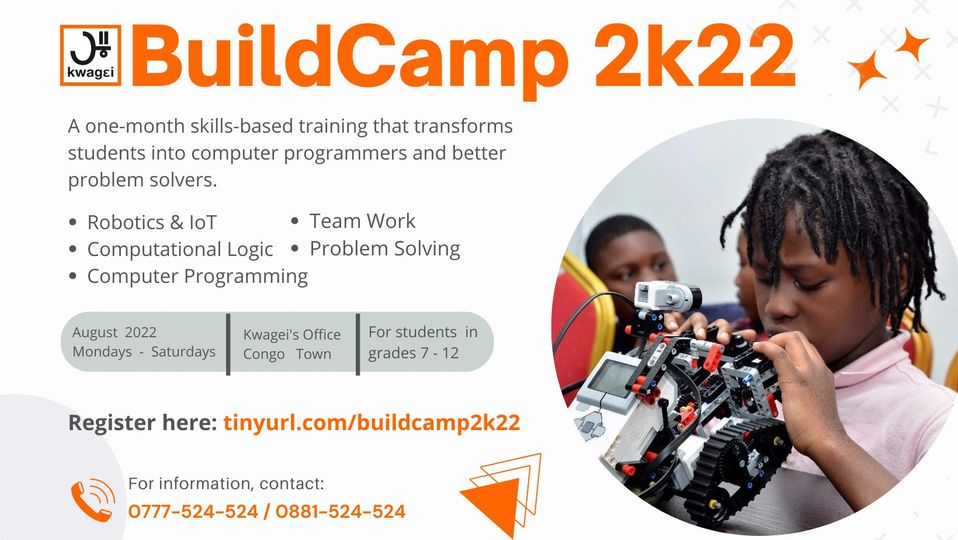 kwagɛi
BuildCamp 2k22
A one-month skills-based training that transforms
students into computer programmers and better
problem solvers.
• Robotics & IoT
• Computational Logic
• Computer Programming
• Team Work
• Problem Solving
August 2022
Mondays - Saturdays
Kwagei's Office
Congo Town
For students in
grades 7 - 12
Register here: tinyurl.com/buildcamp2k22
For information, contact:
0777-524-524 / 0881-524-524